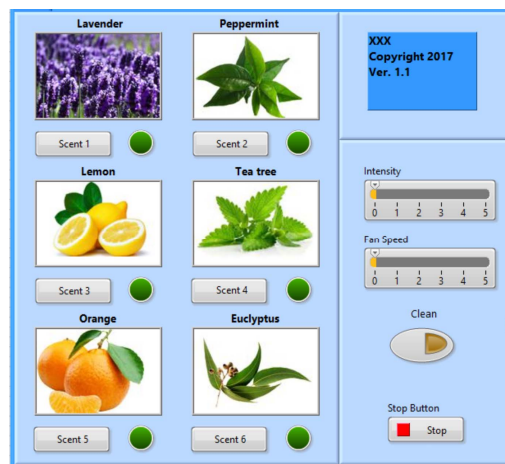 Lavender
Peppermint
Scent 1
Scent 2
Lemon
Tea tree
Scent 3
Scent 4
Orange
Euclyptus
Scent 5
Scent 6
XXX
Copyright 2017
Ver. 1.1
Intensity
0 1 2 3 4 5
Fan Speed
0 1 2 3 4 5
Clean
Stop Button
Stop